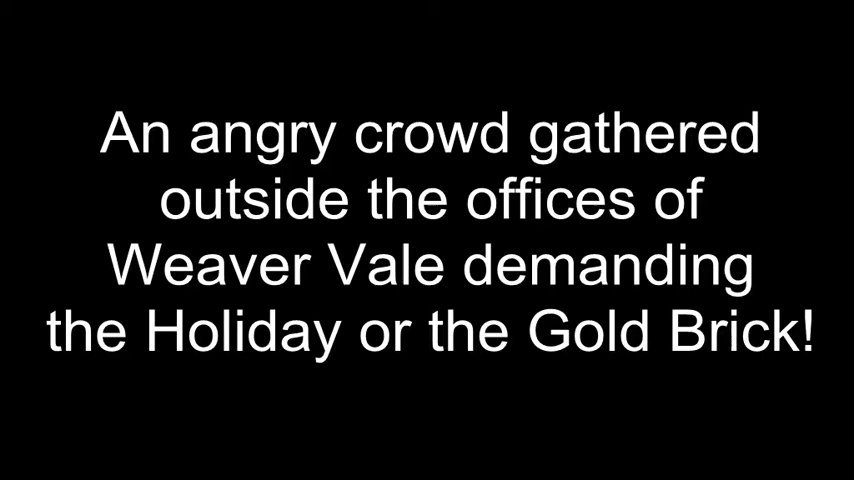 An angry crowd gathered
outside the offices of
Weaver Vale demanding
the Holiday or the Gold Brick!